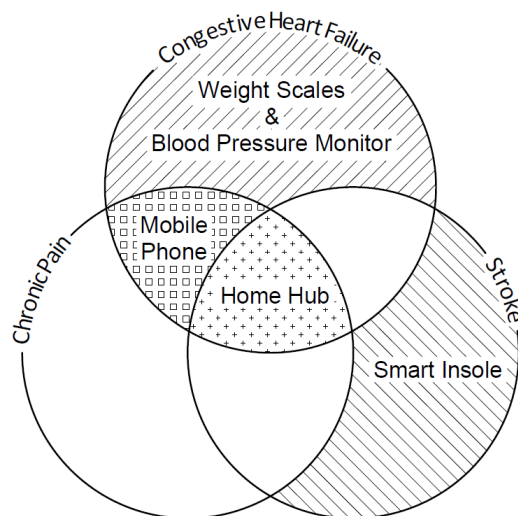 Congestive Heart Failure
Weight Scales
&
Blood Pressure Monitor
Mobile
Phone
Home Hub
Chronic Pain
Stroke
Smart Insole